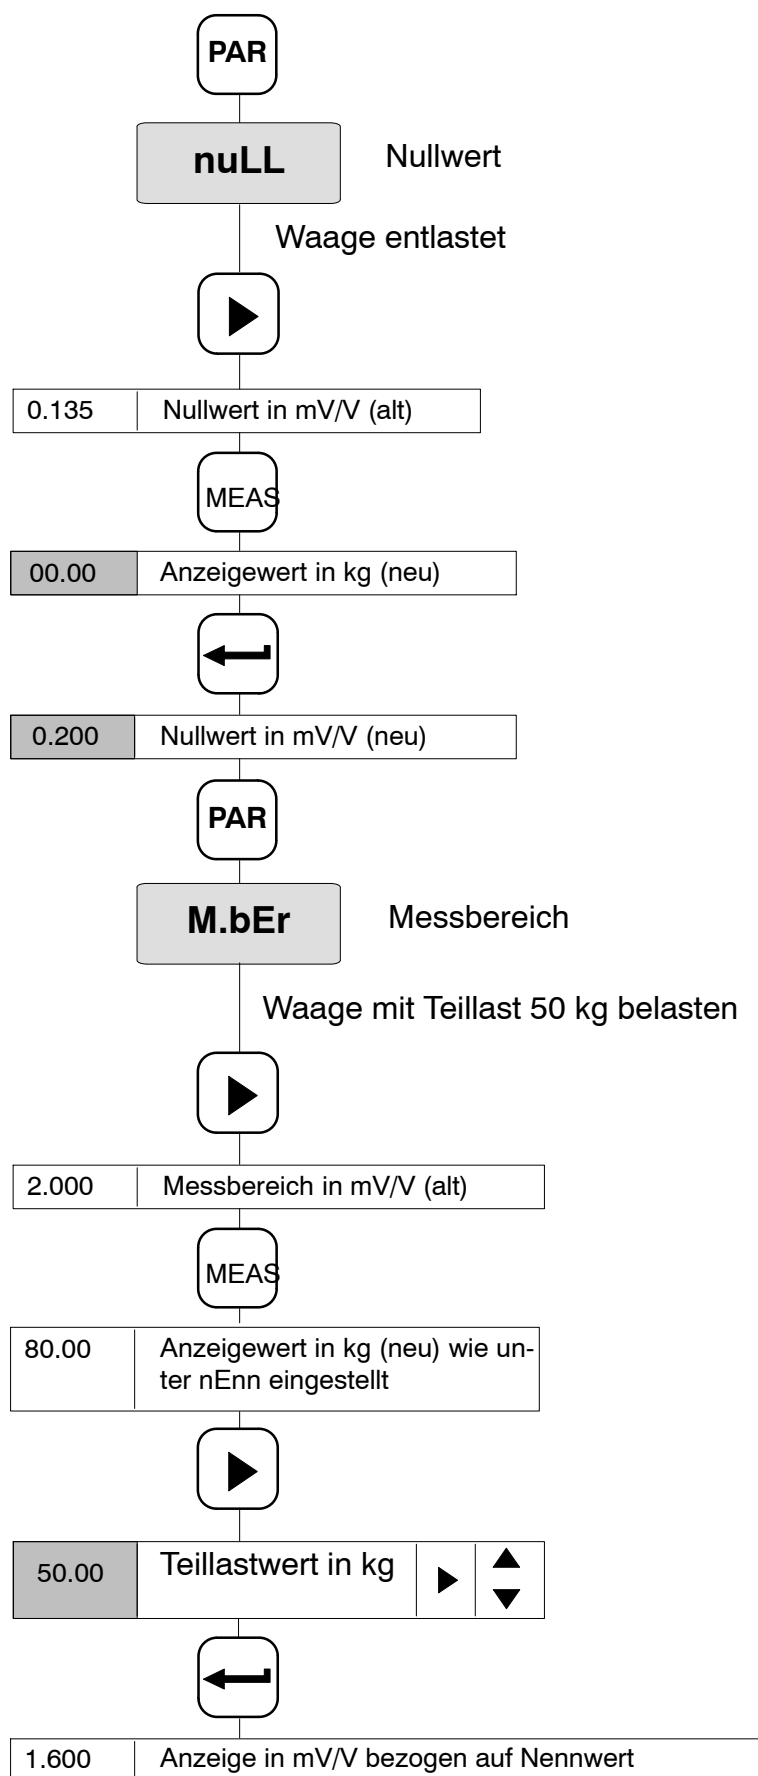 PAR
nuLL
Nullwert
Waage entlastet
0.135 Nullwert in mV/V (alt)
MEAS
00.00 Anzeigewert in kg (neu)
0.200 Nullwert in mV/V (neu)
PAR
M.bEr
Messbereich
Waage mit Teillast 50 kg belasten
2.000 Messbereich in mV/V (alt)
MEAS
80.00 Anzeigewert in kg (neu) wie un-
ter nEnn eingestellt
50.00 Teillastwert in kg
1.600 Anzeige in mV/V bezogen auf Nennwert